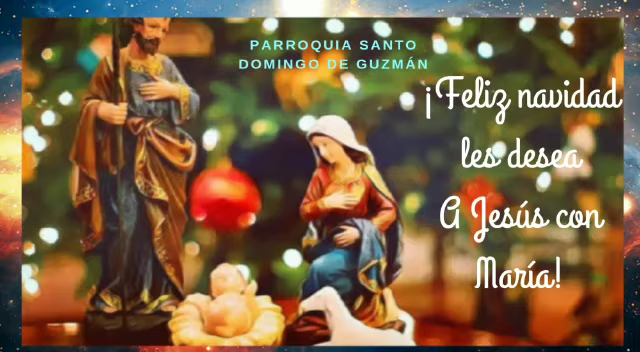 PARROQUIA SANTO
DOMINGO DE GUZMÁN
¡Feliz navidad
les desea
A Jesús con
María!